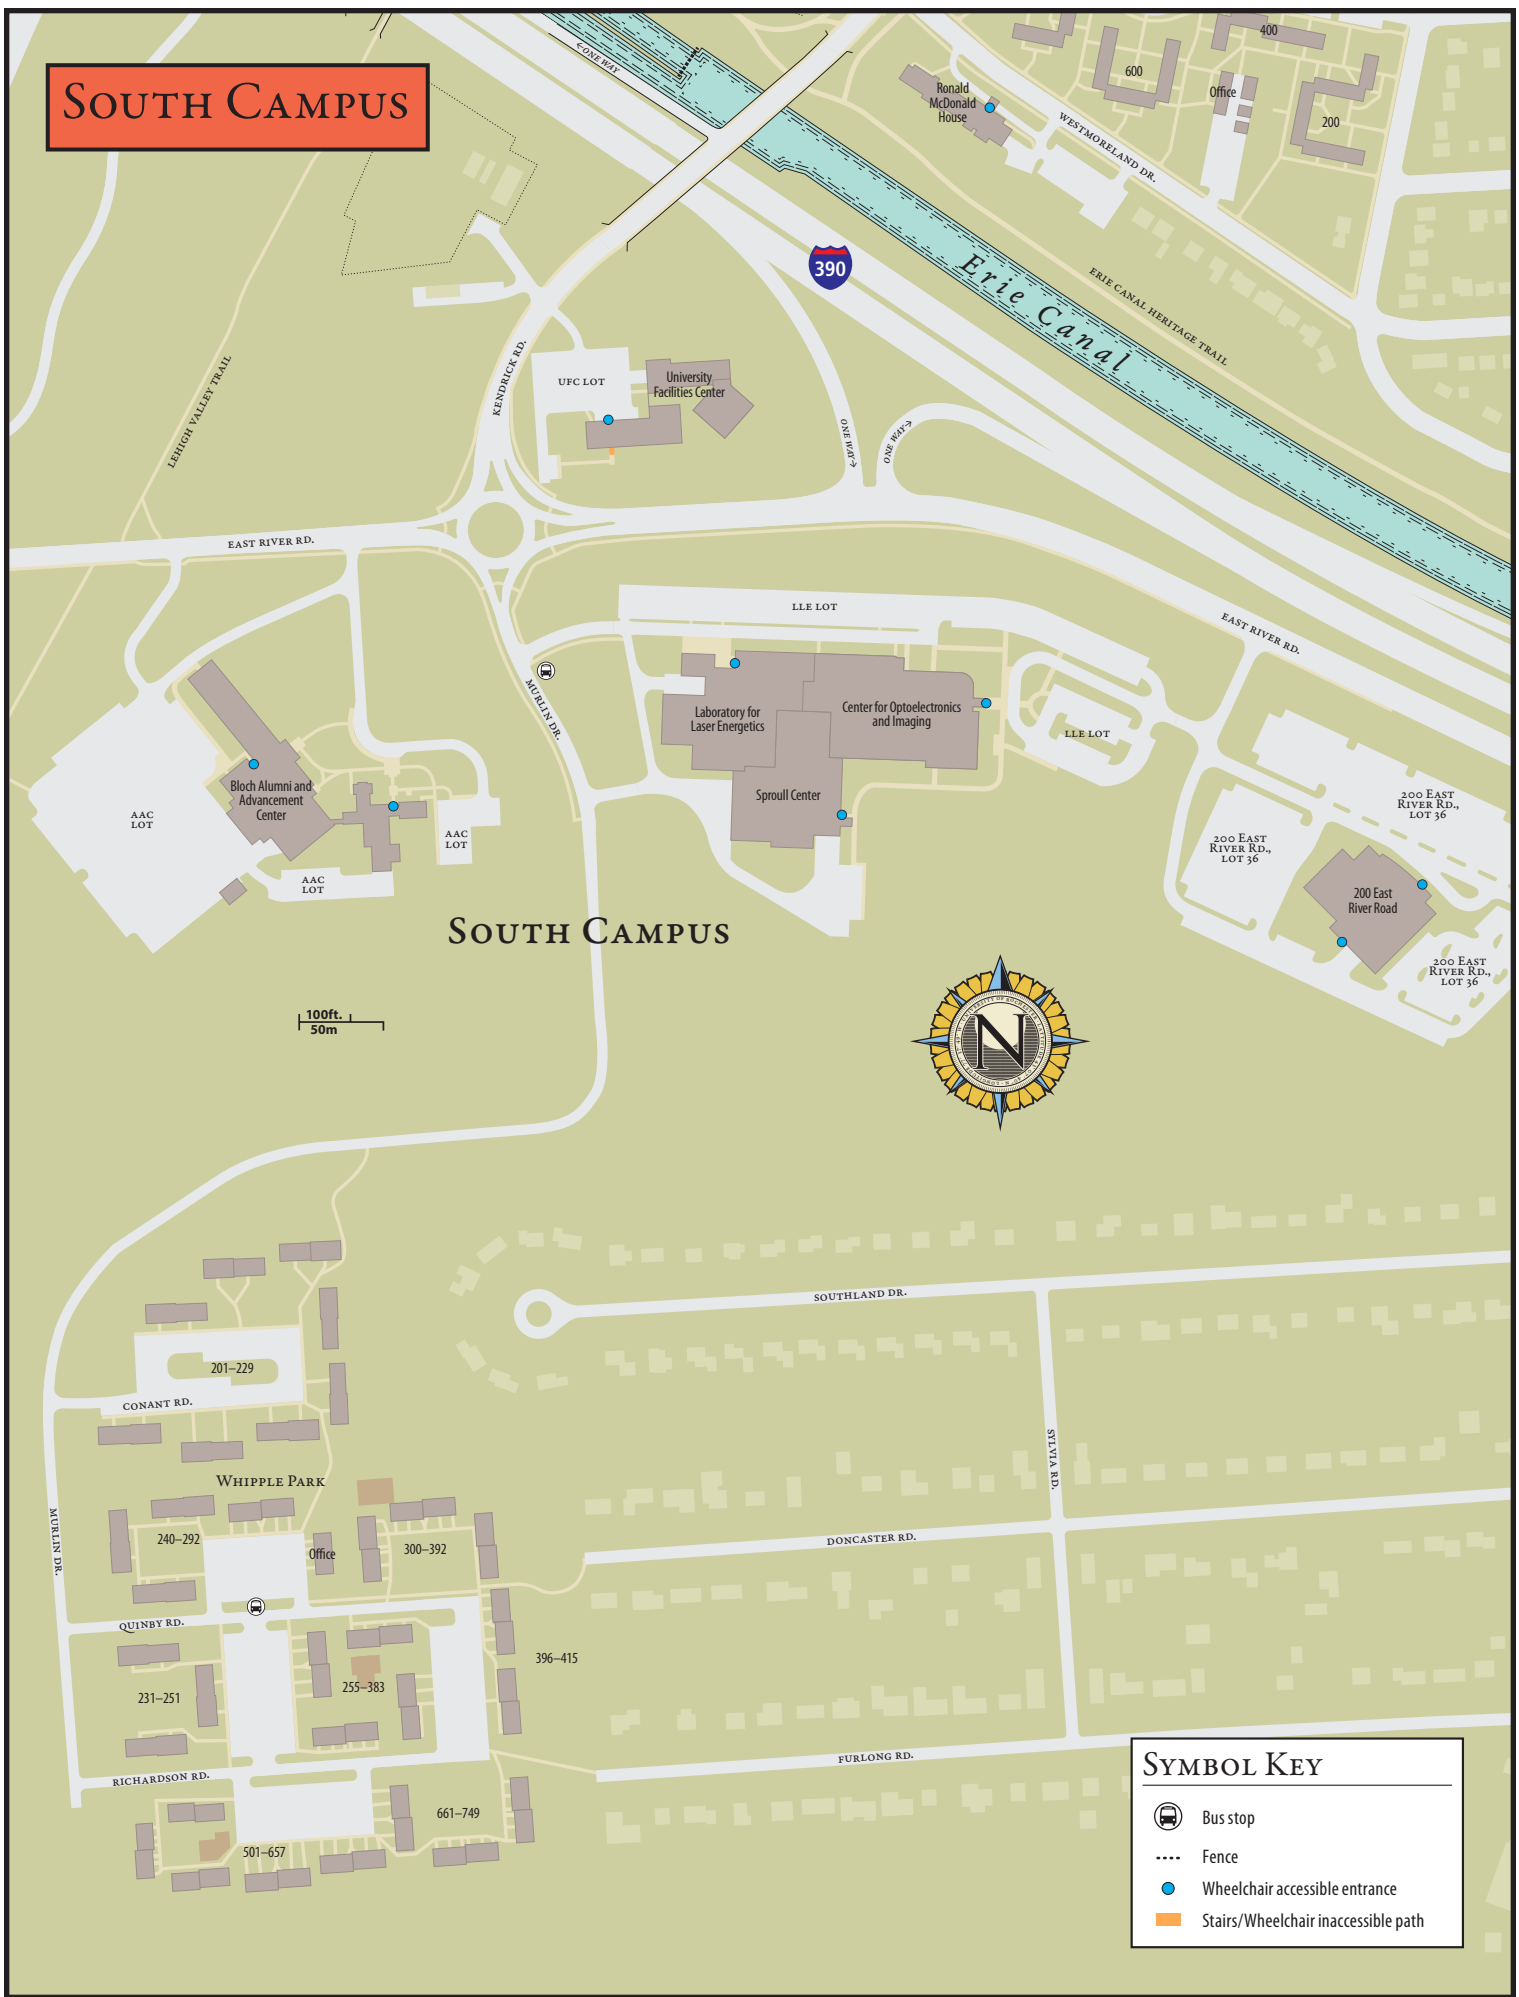 SOUTH CAMPUS
←ONE WAY
400
600
Office
200
Ronald
McDonald
House
WESTMORELAND DR.
390
Erie Canal
ERIE CANAL HERITAGE TRAIL
LEHIGH VALLEY TRAIL
KENDRICK RD.
UFC LOT
University
Facilities Center
ONE WAY→
ONE WAY→
EAST RIVER RD.
LLE LOT
EAST RIVER RD.
MURLIN DR.
Laboratory for
Laser Energetics
Center for Optoelectronics
and Imaging
LLE LOT
Bloch Alumni and
Advancement
Center
Sproull Center
AAC
LOT
AAC
LOT
AAC
LOT
200 EAST
RIVER RD.,
LOT 36
200 EAST
RIVER RD.,
LOT 36
200 East
River Road
200 EAST
RIVER RD.,
LOT 36
SOUTH CAMPUS
100ft.
50m
N
SOUTHLAND DR.
201–229
CONANT RD.
SYLVIA RD.
WHIPPLE PARK
MURLIN DR.
240–292
Office
300–392
DONCASTER RD.
QUINBY RD.
396–415
231–251
255–383
RICHARDSON RD.
FURLONG RD.
661–749
501–657
SYMBOL KEY
Bus stop
Fence
Wheelchair accessible entrance
Stairs/Wheelchair inaccessible path